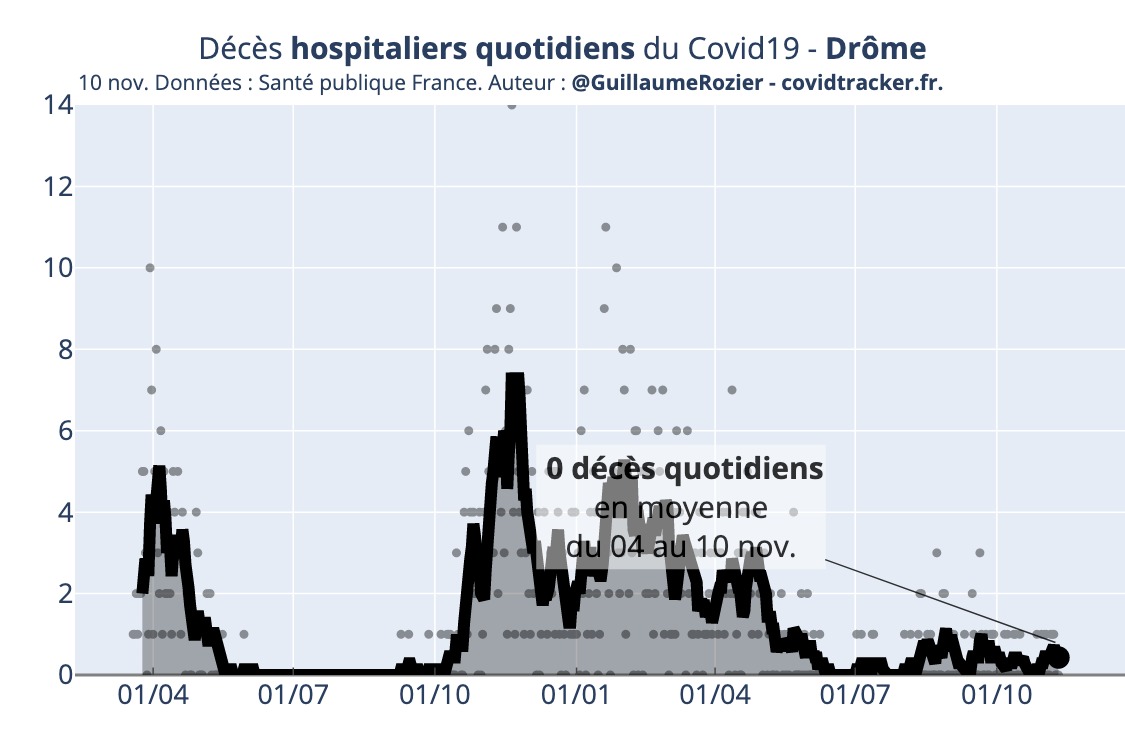 Décès hospitaliers quotidiens du Covid19 - Drôme
10 nov. Données : Santé publique France. Auteur : @GuillaumeRozier - covidtracker.fr.
14
12
10
8
6
4
2
0
0 décès quotidiens
en moyenne
du 04 au 10 nov.
01/04 01/07 01/10 01/01 01/04 01/07 01/10